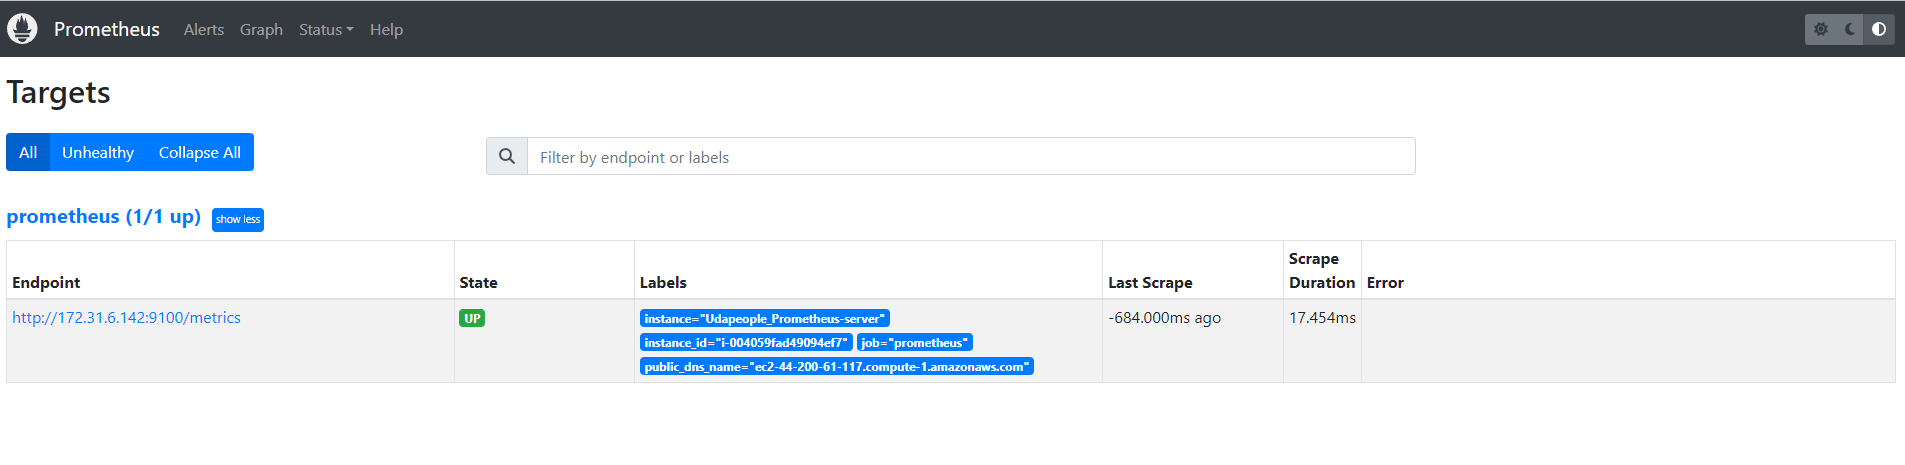 Prometheus Alerts Graph Status Help
Targets
All Unhealthy Collapse All
Filter by endpoint or labels
prometheus (1/1 up) show less
Endpoint State Labels Last Scrape Scrape Duration Error
http://172.31.6.142:9100/metrics UP instance="Udapeople_Prometheus-server" -684.000ms ago 17.454ms
instance_id="i-004059fad49094ef7" job="prometheus"
public_dns_name="ec2-44-200-61-117.compute-1.amazonaws.com"